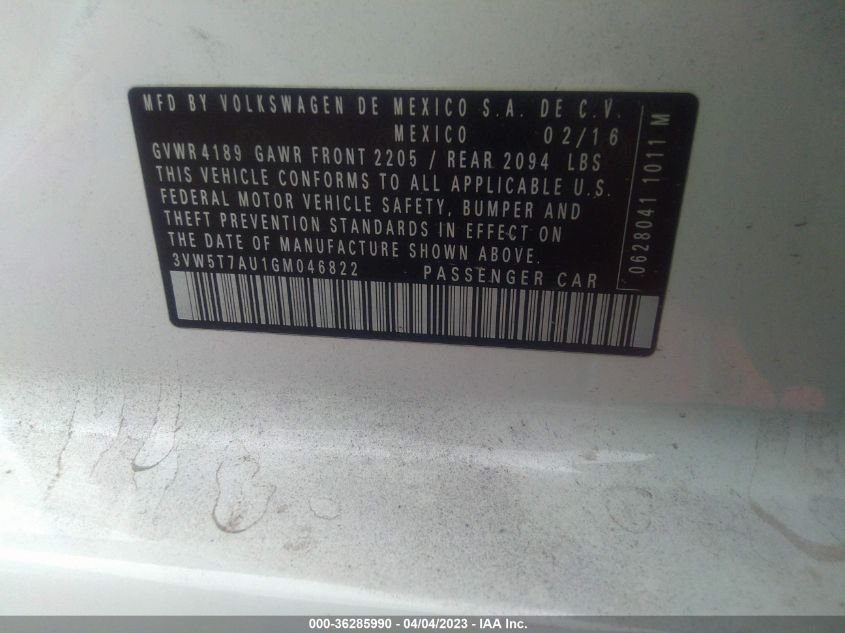 MFD BY VOLKSWAGEN DE MEXICO S.A. DE C.V.
MEXICO 02/16
GVWR 4189 GAWR FRONT 2205 / REAR 2094 LBS
THIS VEHICLE CONFORMS TO ALL APPLICABLE U.S.
FEDERAL MOTOR VEHICLE SAFETY, BUMPER AND
THEFT PREVENTION STANDARDS IN EFFECT ON
THE DATE OF MANUFACTURE SHOWN ABOVE.
3VW5T7AU1GM046822 PASSENGER CAR
0628041 1011 M
000-36285990 - 04/04/2023 - IAA Inc.